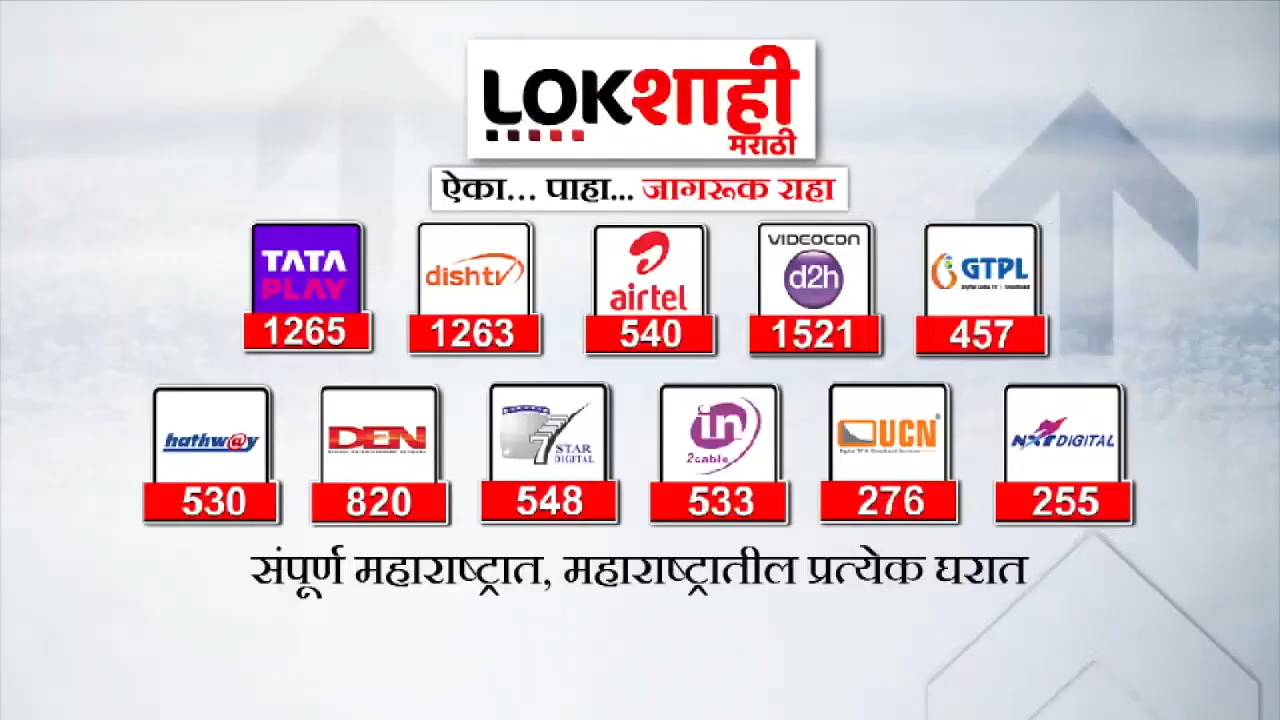 LOKशाही
मराठी
ऐका... पाहा... जागरूक राहा
TATA PLAY
1265
dishtv
1263
airtel
540
VIDEOCON d2h
1521
GTPL
457
hathw@y
530
DEN
820
7 STAR DIGITAL
548
in 2cable
533
UCN
276
NXT DIGITAL
255
संपूर्ण महाराष्ट्रात, महाराष्ट्रातील प्रत्येक घरात